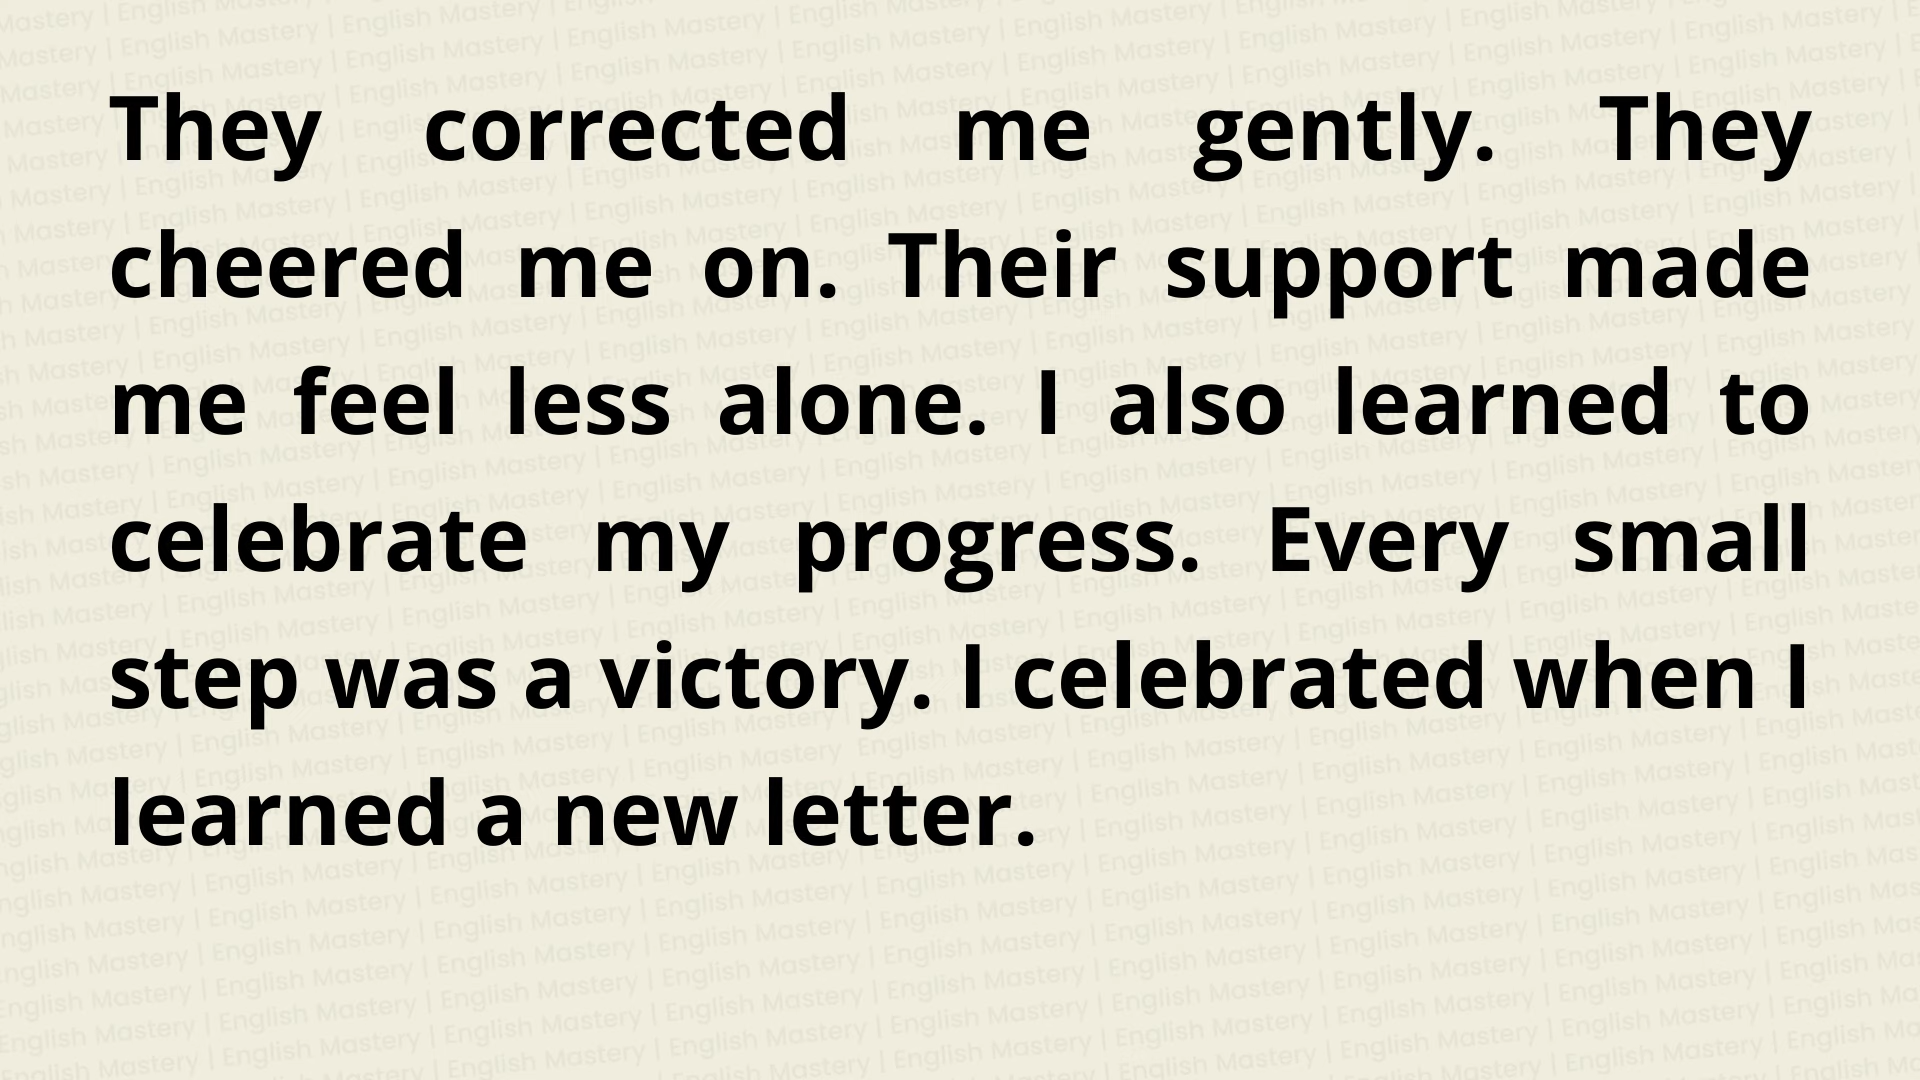 They corrected me gently. They
cheered me on. Their support made
me feel less alone. I also learned to
celebrate my progress. Every small
step was a victory. I celebrated when I
learned a new letter.